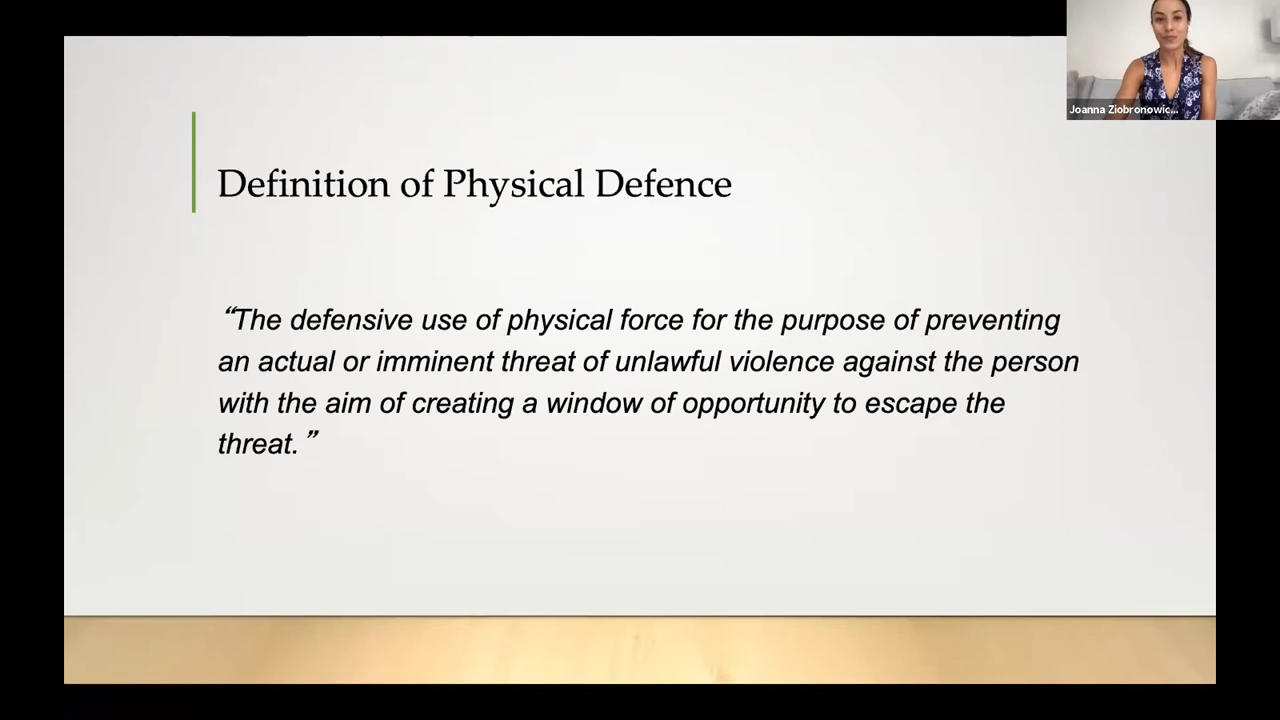 Joanna Ziobronowic...
Definition of Physical Defence
“The defensive use of physical force for the purpose of preventing
an actual or imminent threat of unlawful violence against the person
with the aim of creating a window of opportunity to escape the
threat.”